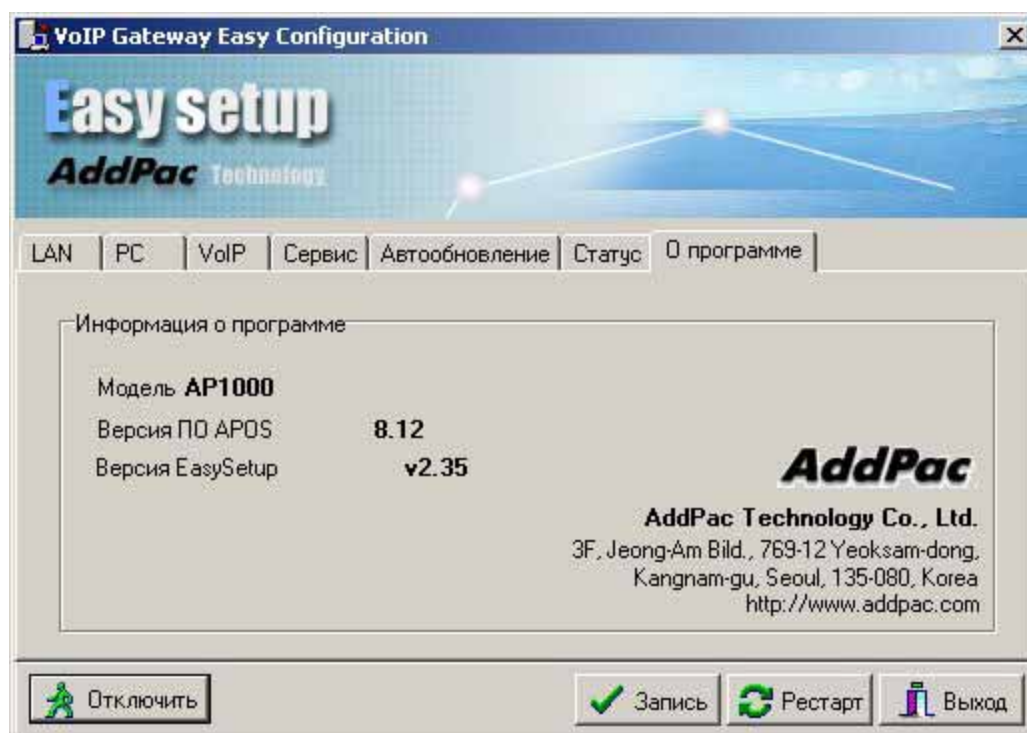 VoIP Gateway Easy Configuration
Easy setup
AddPac Technology
LAN PC VoIP Сервис Автообновление Статус О программе
Информация о программе
Модель AP1000
Версия ПО APOS 8.12
Версия EasySetup v2.35
AddPac
AddPac Technology Co., Ltd.
3F, Jeong-Am Bild., 769-12 Yeoksam-dong,
Kangnam-gu, Seoul, 135-080, Korea
http://www.addpac.com
Отключить Запись Рестарт Выход